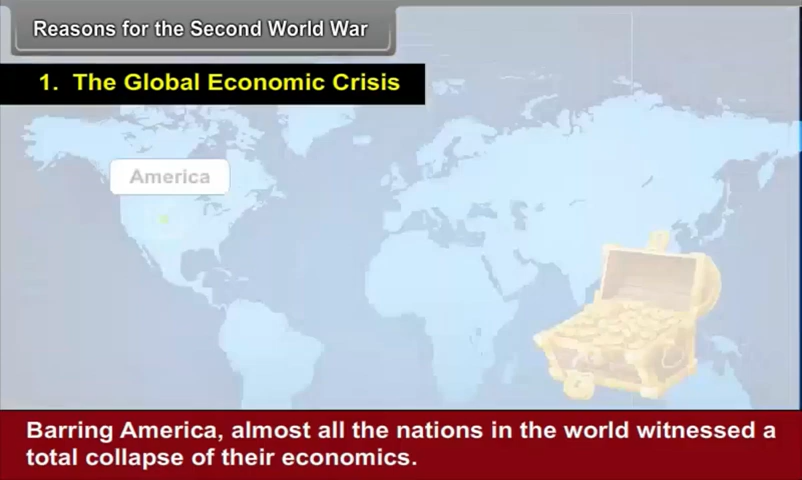 Reasons for the Second World War
1. The Global Economic Crisis
America
Barring America, almost all the nations in the world witnessed a
total collapse of their economics.